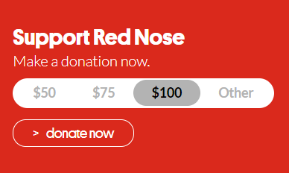 Support Red Nose
Make a donation now.
$50 $75 $100 Other
> donate now